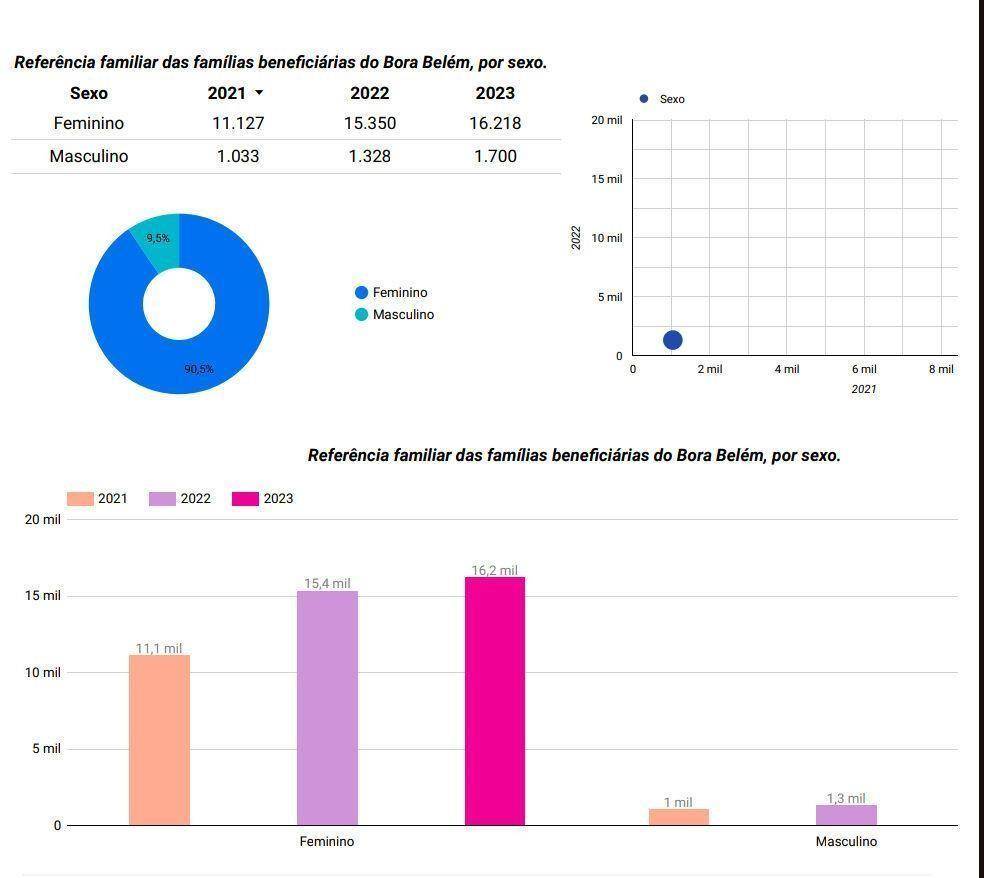 Referência familiar das famílias beneficiárias do Bora Belém, por sexo.
Sexo 2021 2022 2023
Feminino 11.127 15.350 16.218
Masculino 1.033 1.328 1.700
9,5%
90,5%
Feminino
Masculino
Sexo
20 mil
15 mil
10 mil
5 mil
0
2022
0 2 mil 4 mil 6 mil 8 mil
2021
Referência familiar das famílias beneficiárias do Bora Belém, por sexo.
2021 2022 2023
20 mil
15 mil
10 mil
5 mil
0
11,1 mil
15,4 mil
16,2 mil
1 mil
1,3 mil
Feminino Masculino